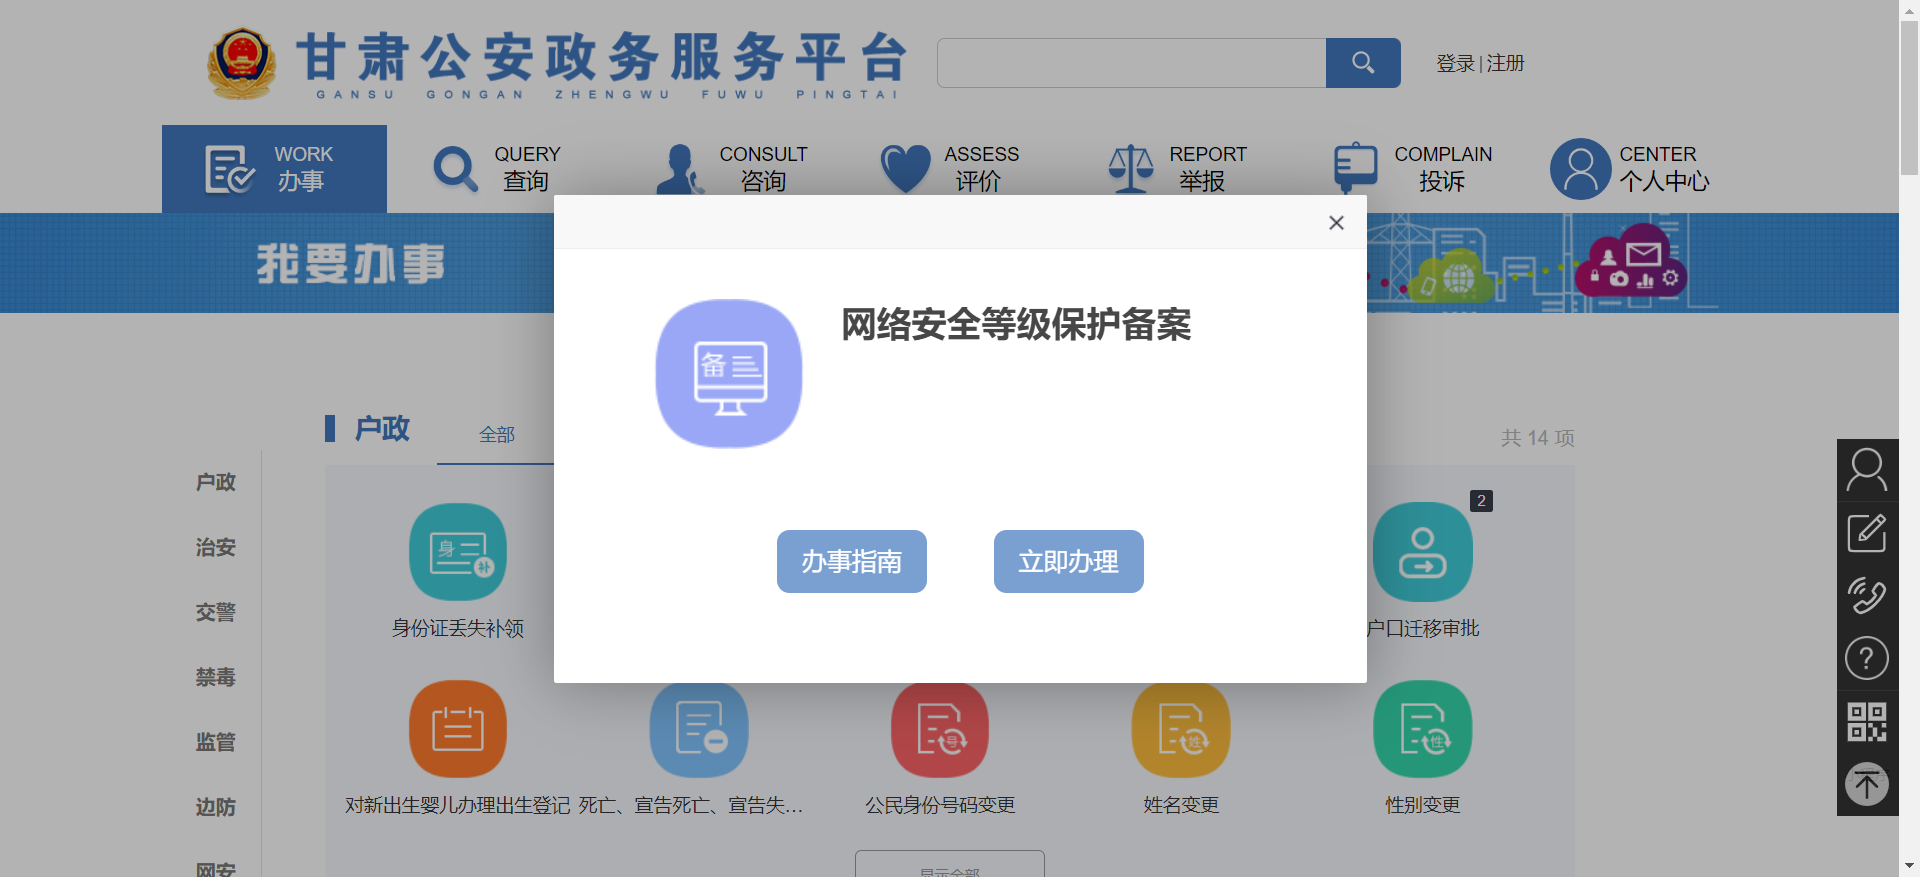 甘肃公安政务服务平台
GANSU GONGAN ZHENGWU FUWU PINGTAI
登录 | 注册
WORK
办事
QUERY
查询
CONSULT
咨询
ASSESS
评价
REPORT
举报
COMPLAIN
投诉
CENTER
个人中心
我要办事
网络安全等级保护备案
备
办事指南
立即办理
户政
全部
共 14 项
户政
治安
交警
禁毒
监管
边防
网安
身
补
身份证丢失补领
2
户口迁移审批
对新出生婴儿办理出生登记
死亡、宣告死亡、宣告失...
号
公民身份号码变更
姓
姓名变更
性
性别变更
显示全部